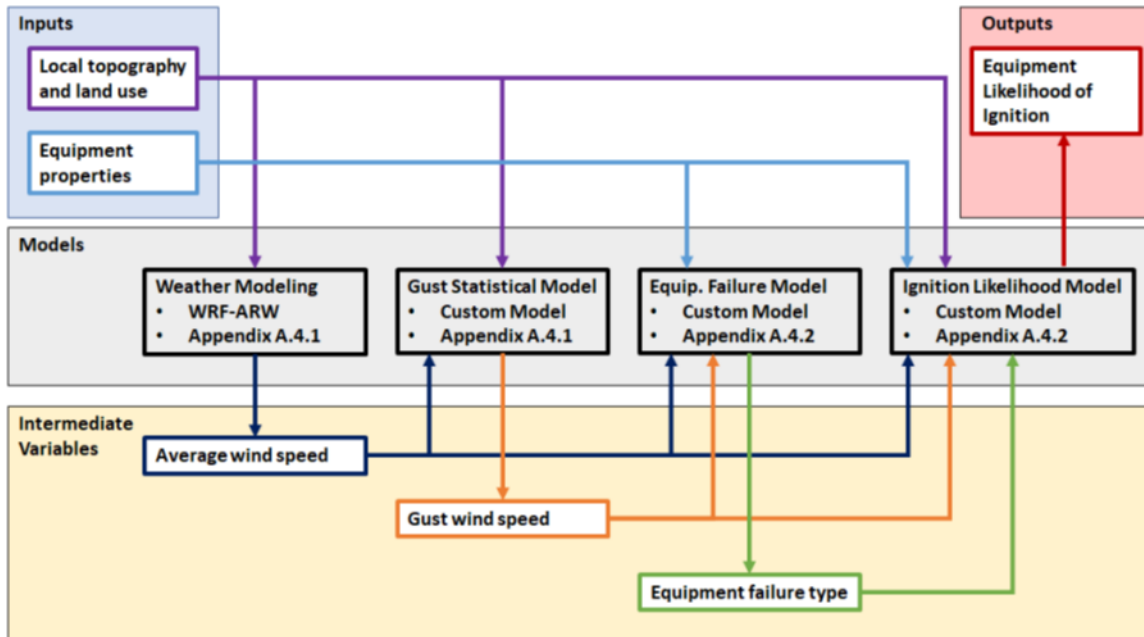 Inputs
Local topography
and land use
Equipment
properties
Outputs
Equipment
Likelihood of
Ignition
Models
Weather Modeling
• WRF-ARW
• Appendix A.4.1
Gust Statistical Model
• Custom Model
• Appendix A.4.1
Equip. Failure Model
• Custom Model
• Appendix A.4.2
Ignition Likelihood Model
• Custom Model
• Appendix A.4.2
Intermediate
Variables
Average wind speed
Gust wind speed
Equipment failure type